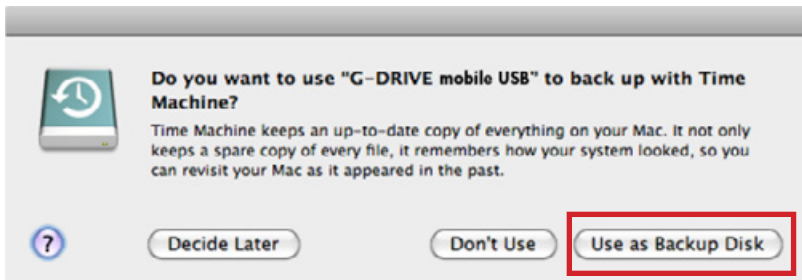 Do you want to use "G-DRIVE mobile USB" to back up with Time
Machine?
Time Machine keeps an up-to-date copy of everything on your Mac. It not only
keeps a spare copy of every file, it remembers how your system looked, so you
can revisit your Mac as it appeared in the past.
? Decide Later Don't Use Use as Backup Disk